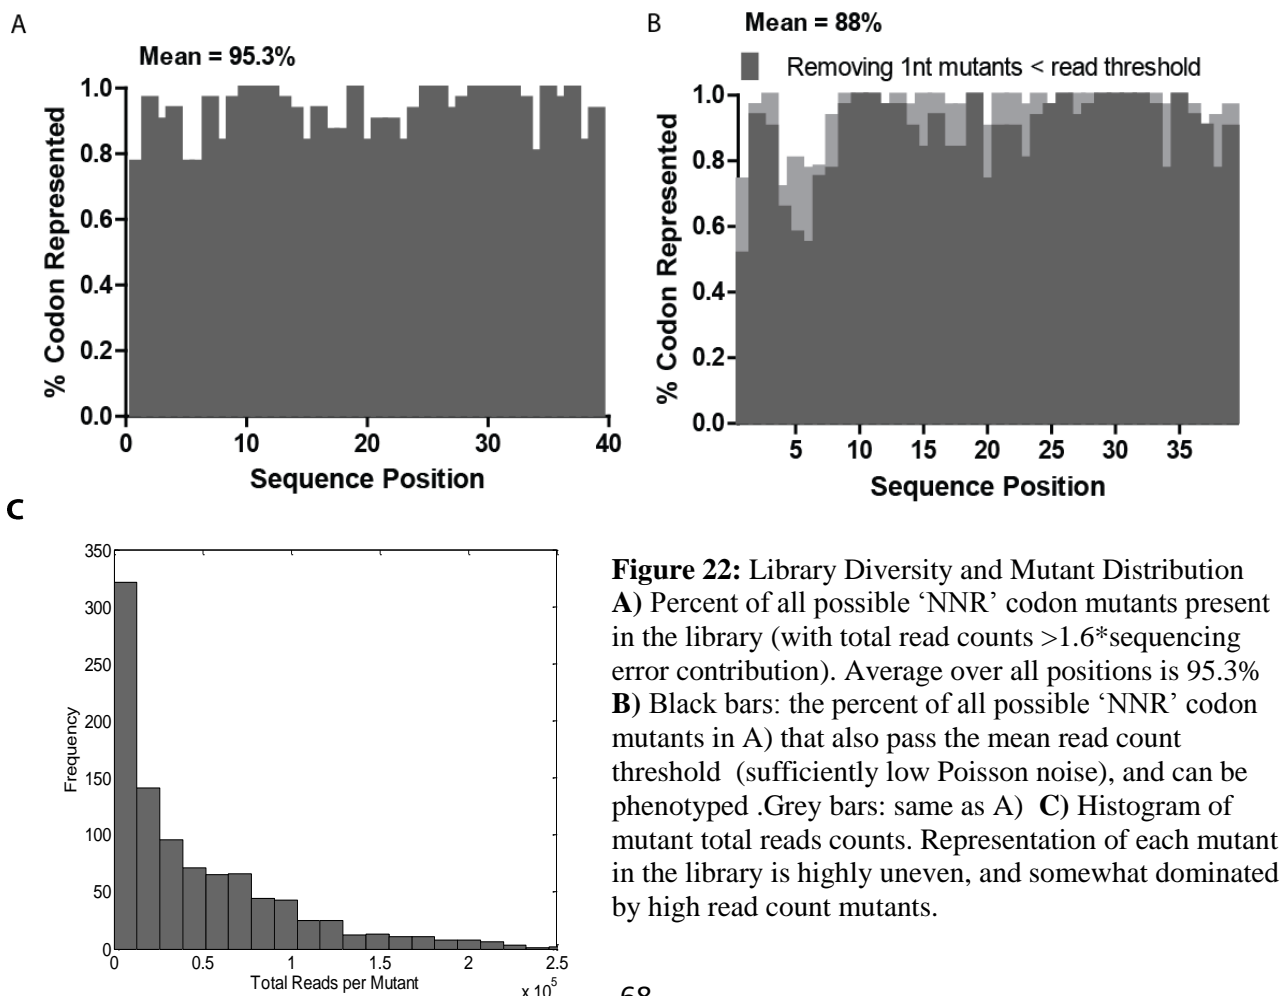 A
Mean = 95.3%
1.0
0.8
0.6
0.4
0.2
0.0
% Codon Represented
0 10 20 30 40
Sequence Position
B
Mean = 88%
Removing 1nt mutants < read threshold
1.0
0.8
0.6
0.4
0.2
0.0
% Codon Represented
5 10 15 20 25 30 35
Sequence Position
C
350
300
250
200
150
100
50
0
Frequency
0 0.5 1 1.5 2 2.5
Total Reads per Mutant
x 10^5
Figure 22: Library Diversity and Mutant Distribution
A) Percent of all possible ‘NNR’ codon mutants present
in the library (with total read counts >1.6*sequencing
error contribution). Average over all positions is 95.3%
B) Black bars: the percent of all possible ‘NNR’ codon
mutants in A) that also pass the mean read count
threshold (sufficiently low Poisson noise), and can be
phenotyped .Grey bars: same as A) C) Histogram of
mutant total reads counts. Representation of each mutant
in the library is highly uneven, and somewhat dominated
by high read count mutants.
68